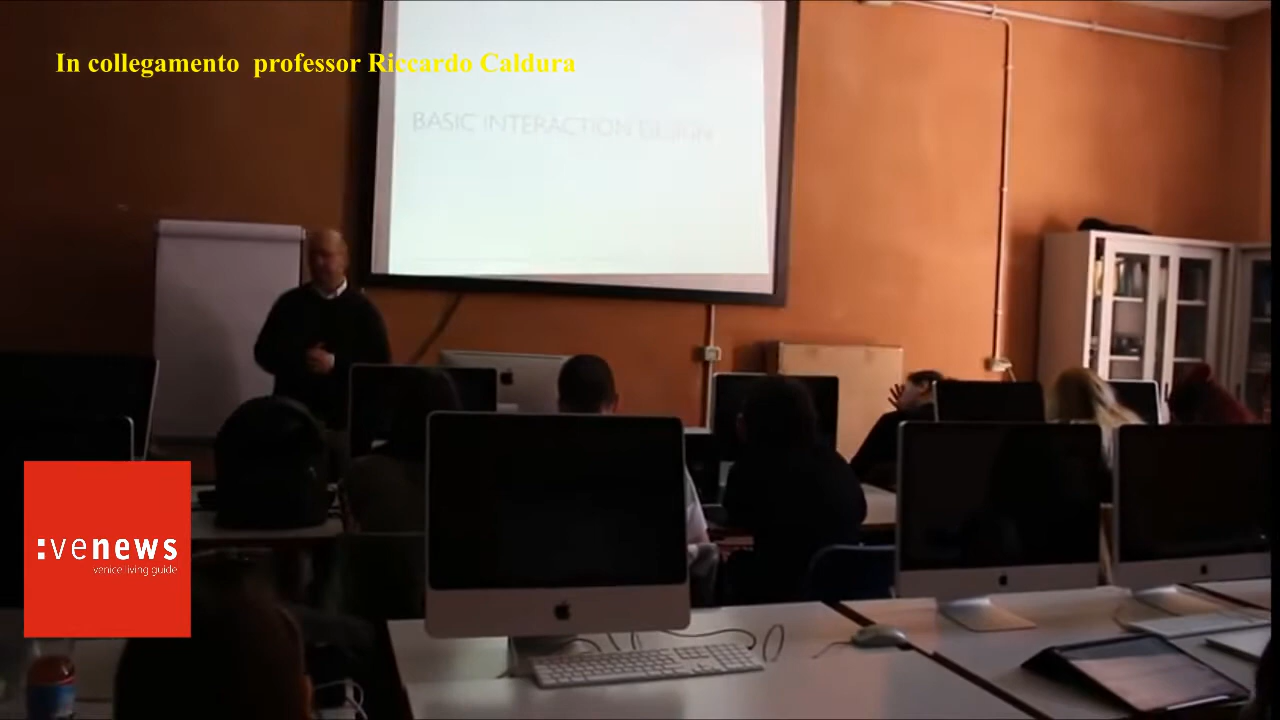 In collegamento  professor Riccardo Caldura
BASIC INTERACTION DESIGN
:venews
venice living guide